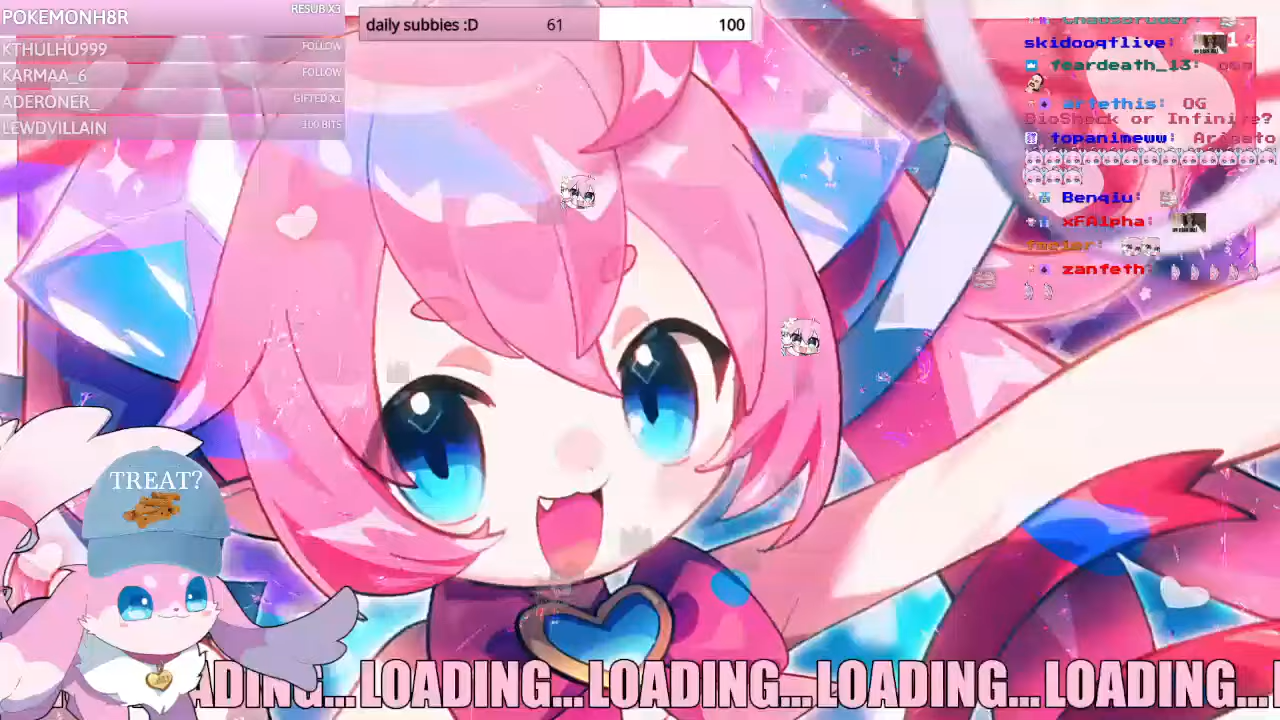 POKEMONH8R RESUB X3
KTHULHU999 FOLLOW
KARMAA_6 FOLLOW
ADERONER_ GIFTED X1
LEWDVILLAIN 100 BITS
daily subbies :D 61 100
skidooqtlive:
feardeath_13:
artethis: OG
BioShock or Infinite?
topanimeww: Arigato
Benqiu:
xFAlpha:
zanfeth:
TREAT?
ADING... LOADING... LOADING... LOADING... LOADING...